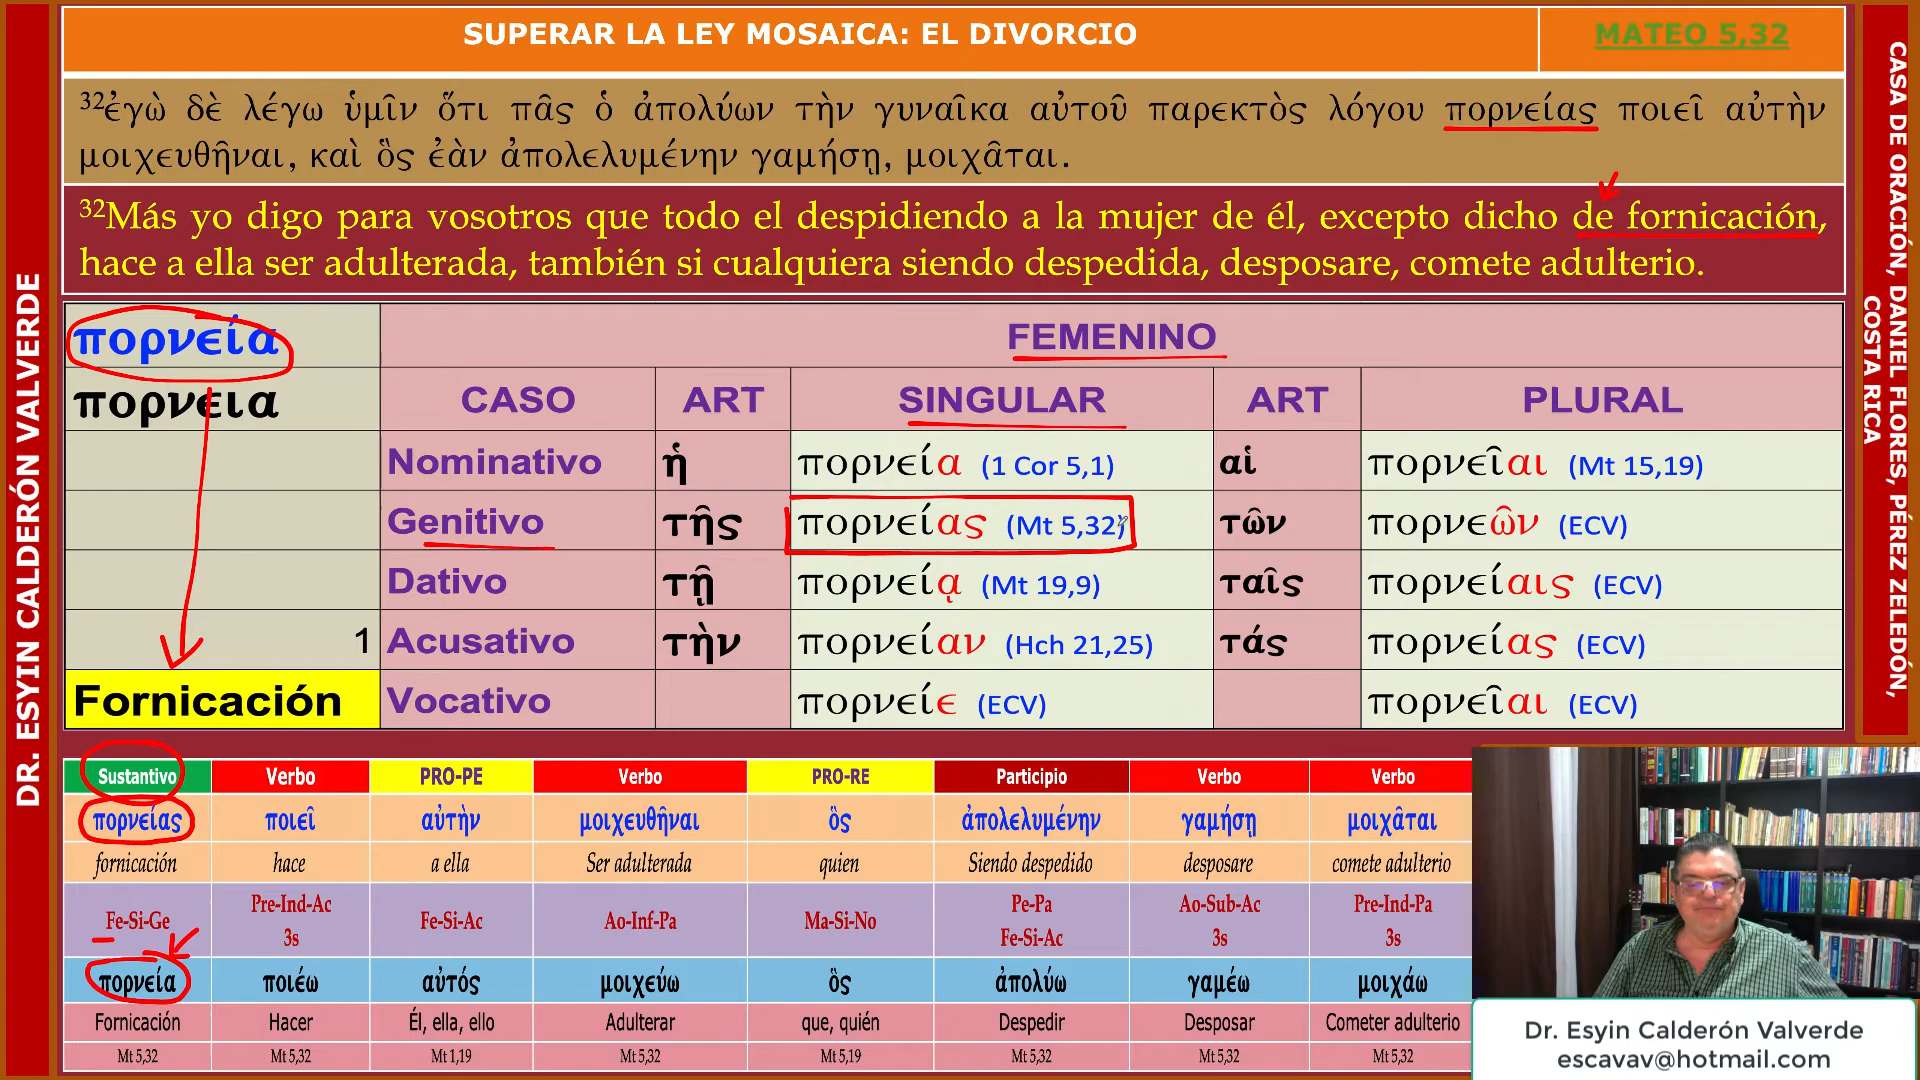 SUPERAR LA LEY MOSAICA: EL DIVORCIO
MATEO 5,32
³²ἐγὼ δὲ λέγω ὑμῖν ὅτι πᾶς ὁ ἀπολύων τὴν γυναῖκα αὐτοῦ παρεκτὸς λόγου πορνείας ποιεῖ αὐτὴν
μοιχευθῆναι, καὶ ὃς ἐὰν ἀπολελυμένην γαμήσῃ, μοιχᾶται.
³²Más yo digo para vosotros que todo el despidiendo a la mujer de él, excepto dicho de fornicación,
hace a ella ser adulterada, también si cualquiera siendo despedida, desposare, comete adulterio.
πορνεία FEMENINO
πορνεια CASO ART SINGULAR ART PLURAL
Nominativo ἡ πορνεία (1 Cor 5,1) αἱ πορνεῖαι (Mt 15,19)
Genitivo τῆς πορνείας (Mt 5,32) τῶν πορνεῶν (ECV)
Dativo τῇ πορνείᾳ (Mt 19,9) ταῖς πορνείαις (ECV)
1 Acusativo τὴν πορνείαν (Hch 21,25) τάς πορνείας (ECV)
Fornicación Vocativo πορνείε (ECV) πορνεῖαι (ECV)
Sustantivo Verbo PRO-PE Verbo PRO-RE Participio Verbo Verbo
πορνείας ποιεῖ αὐτὴν μοιχευθῆναι ὃς ἀπολελυμένην γαμήσῃ μοιχᾶται
fornicación hace a ella Ser adulterada quien Siendo despedido desposare comete adulterio
Fe-Si-Ge Pre-Ind-Ac 3s Fe-Si-Ac Ao-Inf-Pa Ma-Si-No Pe-Pa Fe-Si-Ac Ao-Sub-Ac 3s Pre-Ind-Pa 3s
πορνεία ποιέω αὐτός μοιχεύω ὃς ἀπολύω γαμέω μοιχάω
Fornicación Hacer Él, ella, ello Adulterar que, quién Despedir Desposar Cometer adulterio
Mt 5,32 Mt 5,32 Mt 1,19 Mt 5,32 Mt 5,19 Mt 5,32 Mt 5,32 Mt 5,32
DR. ESYIN CALDERÓN VALVERDE
CASA DE ORACIÓN, DANIEL FLORES, PÉREZ ZELEDÓN,
COSTA RICA
Dr. Esyin Calderón Valverde
escavav@hotmail.com